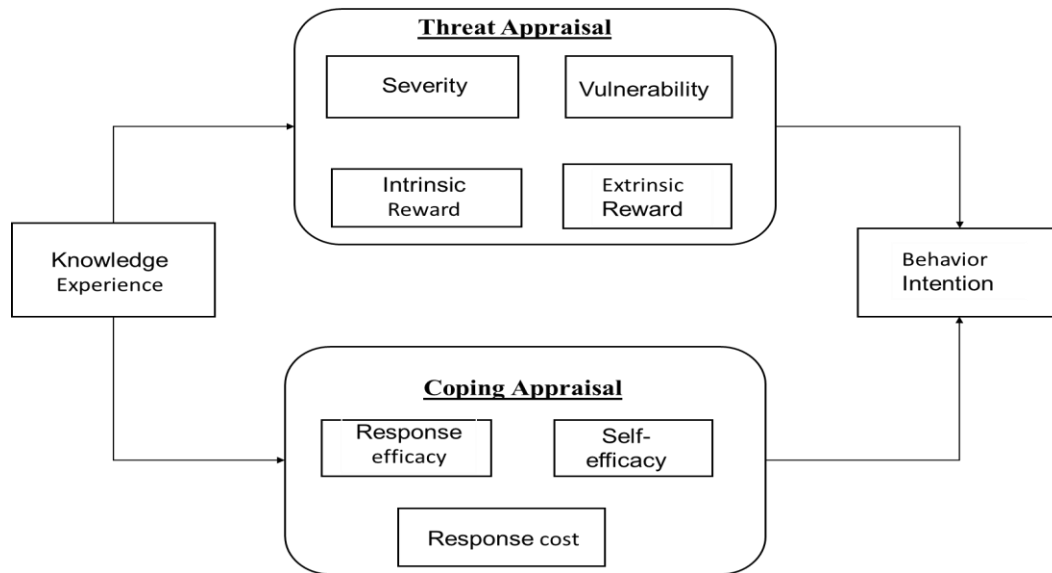 Threat Appraisal
Severity
Vulnerability
Intrinsic
Reward
Extrinsic
Reward
Knowledge
Experience
Behavior
Intention
Coping Appraisal
Response
efficacy
Self-
efficacy
Response cost